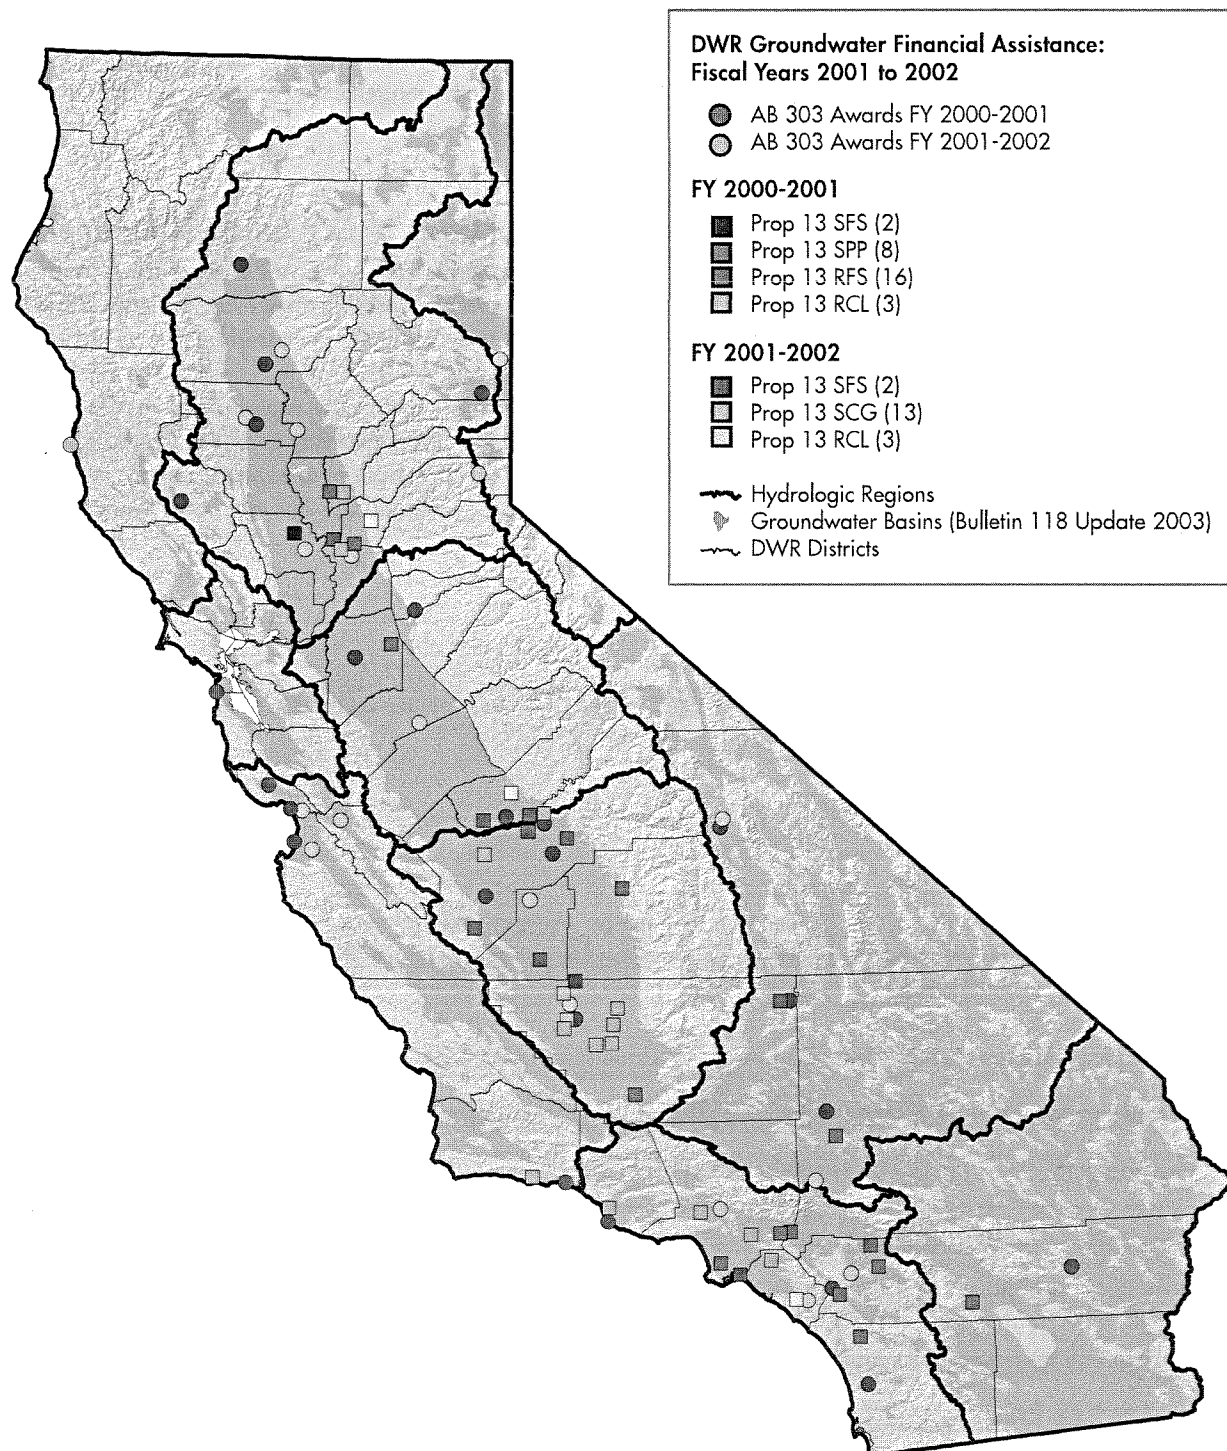 DWR Groundwater Financial Assistance:
Fiscal Years 2001 to 2002
AB 303 Awards FY 2000-2001
AB 303 Awards FY 2001-2002
FY 2000-2001
Prop 13 SFS (2)
Prop 13 SPP (8)
Prop 13 RFS (16)
Prop 13 RCL (3)
FY 2001-2002
Prop 13 SFS (2)
Prop 13 SCG (13)
Prop 13 RCL (3)
Hydrologic Regions
Groundwater Basins (Bulletin 118 Update 2003)
DWR Districts